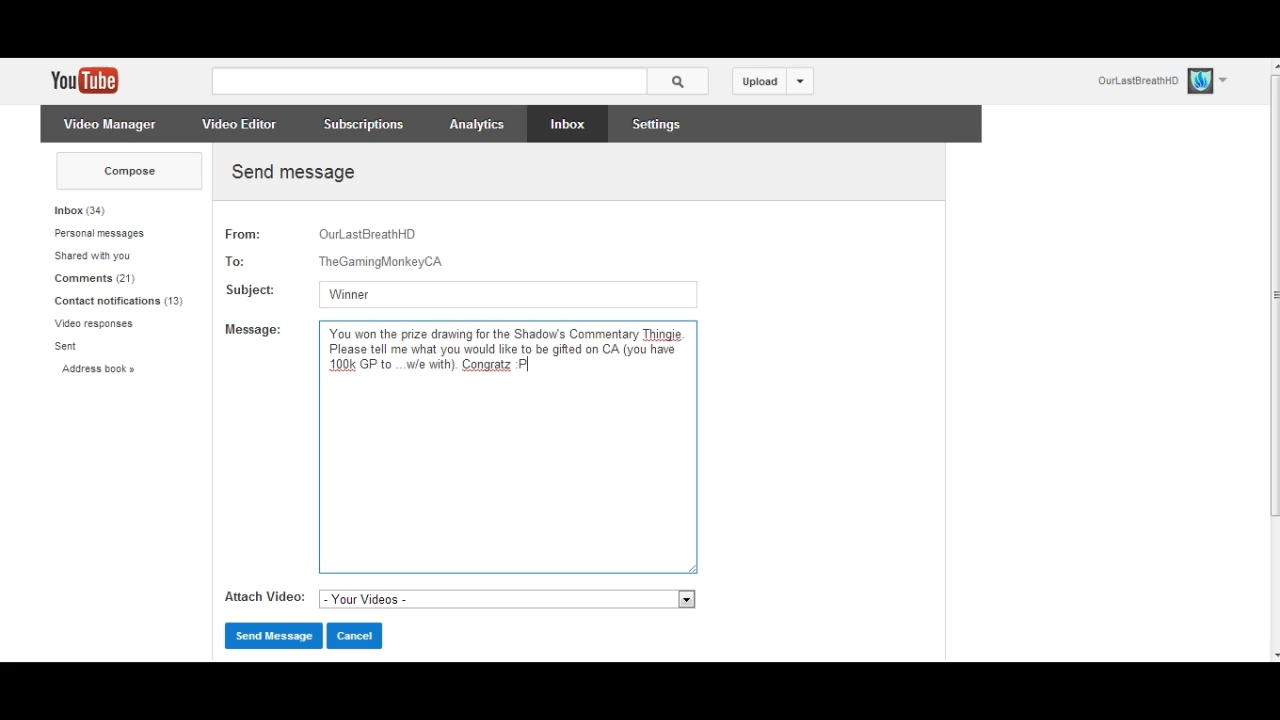 YouTube
Upload
OurLastBreathHD
Video Manager Video Editor Subscriptions Analytics Inbox Settings
Compose
Send message
Inbox (34)
Personal messages
Shared with you
Comments (21)
Contact notifications (13)
Video responses
Sent
Address book »
From: OurLastBreathHD
To: TheGamingMonkeyCA
Subject: Winner
Message: You won the prize drawing for the Shadow's Commentary Thingie.
Please tell me what you would like to be gifted on CA (you have
100k GP to ...w/e with). Congratz :P
Attach Video: - Your Videos -
Send Message Cancel